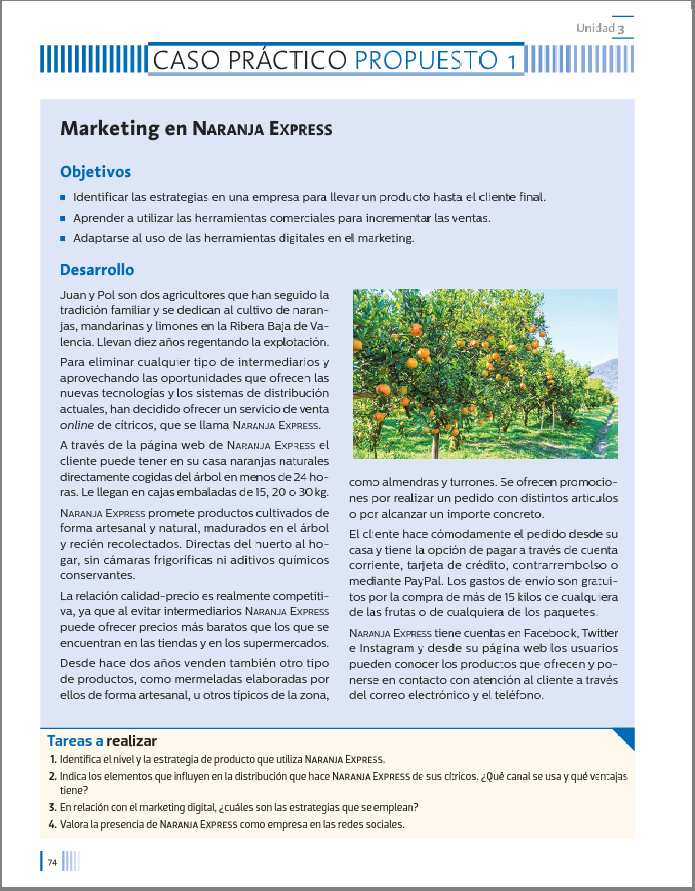 Unidad 3
CASO PRÁCTICO PROPUESTO 1
Marketing en NARANJA EXPRESS
Objetivos
▪ Identificar las estrategias en una empresa para llevar un producto hasta el cliente final.
▪ Aprender a utilizar las herramientas comerciales para incrementar las ventas.
▪ Adaptarse al uso de las herramientas digitales en el marketing.
Desarrollo
Juan y Pol son dos agricultores que han seguido la
tradición familiar y se dedican al cultivo de naran-
jas, mandarinas y limones en la Ribera Baja de Va-
lencia. Llevan diez años regentando la explotación.
Para eliminar cualquier tipo de intermediarios y
aprovechando las oportunidades que ofrecen las
nuevas tecnologías y los sistemas de distribución
actuales, han decidido ofrecer un servicio de venta
online de cítricos, que se llama NARANJA EXPRESS.
A través de la página web de NARANJA EXPRESS el
cliente puede tener en su casa naranjas naturales
directamente cogidas del árbol en menos de 24 ho-
ras. Le llegan en cajas embaladas de 15, 20 o 30 kg.
NARANJA EXPRESS promete productos cultivados de
forma artesanal y natural, madurados en el árbol
y recién recolectados. Directas del huerto al ho-
gar, sin cámaras frigoríficas ni aditivos químicos
conservantes.
La relación calidad-precio es realmente competiti-
va, ya que al evitar intermediarios NARANJA EXPRESS
puede ofrecer precios más baratos que los que se
encuentran en las tiendas y en los supermercados.
Desde hace dos años venden también otro tipo
de productos, como mermeladas elaboradas por
ellos de forma artesanal, u otros típicos de la zona,
como almendras y turrones. Se ofrecen promocio-
nes por realizar un pedido con distintos artículos
o por alcanzar un importe concreto.
El cliente hace cómodamente el pedido desde su
casa y tiene la opción de pagar a través de cuenta
corriente, tarjeta de crédito, contrarrembolso o
mediante PayPal. Los gastos de envío son gratui-
tos por la compra de más de 15 kilos de cualquiera
de las frutas o de cualquiera de los paquetes.
NARANJA EXPRESS tiene cuentas en Facebook, Twitter
e Instagram y desde su página web los usuarios
pueden conocer los productos que ofrecen y po-
nerse en contacto con atención al cliente a través
del correo electrónico y el teléfono.
Tareas a realizar
1. Identifica el nivel y la estrategia de producto que utiliza NARANJA EXPRESS.
2. Indica los elementos que influyen en la distribución que hace NARANJA EXPRESS de sus cítricos. ¿Qué canal se usa y qué ventajas
tiene?
3. En relación con el marketing digital, ¿cuáles son las estrategias que se emplean?
4. Valora la presencia de NARANJA EXPRESS como empresa en las redes sociales.
74